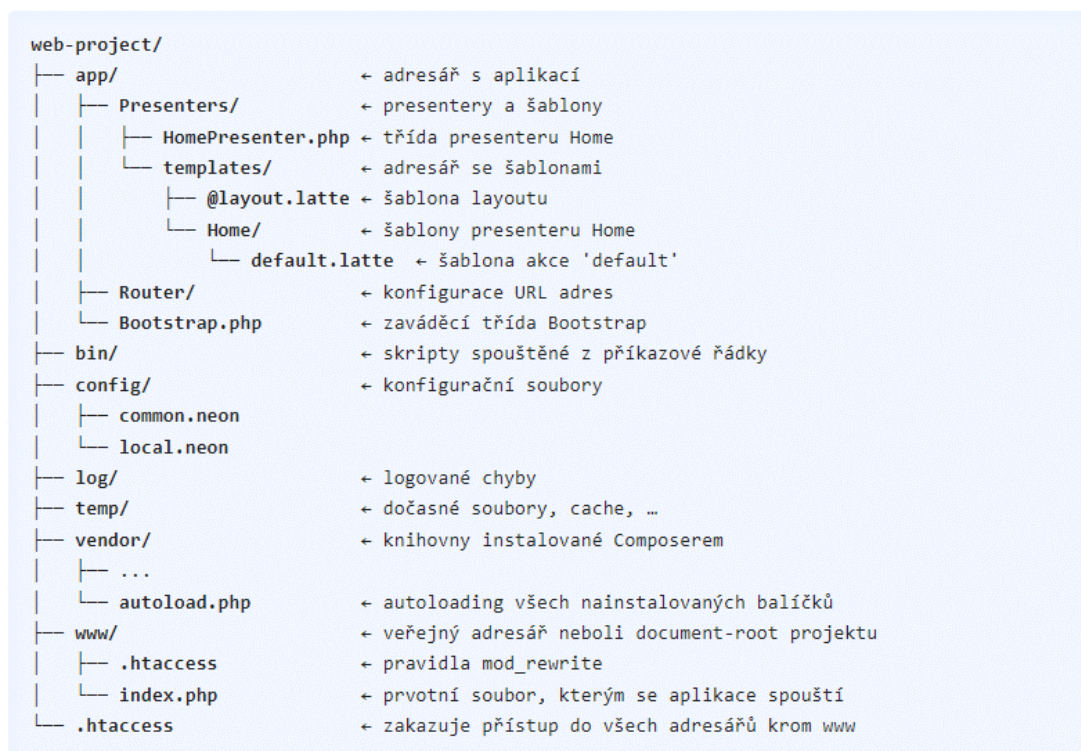 web-project/
├── app/                      ← adresář s aplikací
│   ├── Presenters/           ← presentery a šablony
│   │   ├── HomePresenter.php ← třída presenteru Home
│   │   └── templates/        ← adresář se šablonami
│   │       ├── @layout.latte ← šablona layoutu
│   │       └── Home/         ← šablony presenteru Home
│   │           └── default.latte  ← šablona akce 'default'
│   ├── Router/               ← konfigurace URL adres
│   └── Bootstrap.php         ← zaváděcí třída Bootstrap
├── bin/                      ← skripty spouštěné z příkazové řádky
├── config/                   ← konfigurační soubory
│   ├── common.neon
│   └── local.neon
├── log/                      ← logované chyby
├── temp/                     ← dočasné soubory, cache, …
├── vendor/                   ← knihovny instalované Composerem
│   ├── ...
│   └── autoload.php          ← autoloading všech nainstalovaných balíčků
├── www/                      ← veřejný adresář neboli document-root projektu
│   ├── .htaccess             ← pravidla mod_rewrite
│   └── index.php             ← prvotní soubor, kterým se aplikace spouští
└── .htaccess                 ← zakazuje přístup do všech adresářů krom www